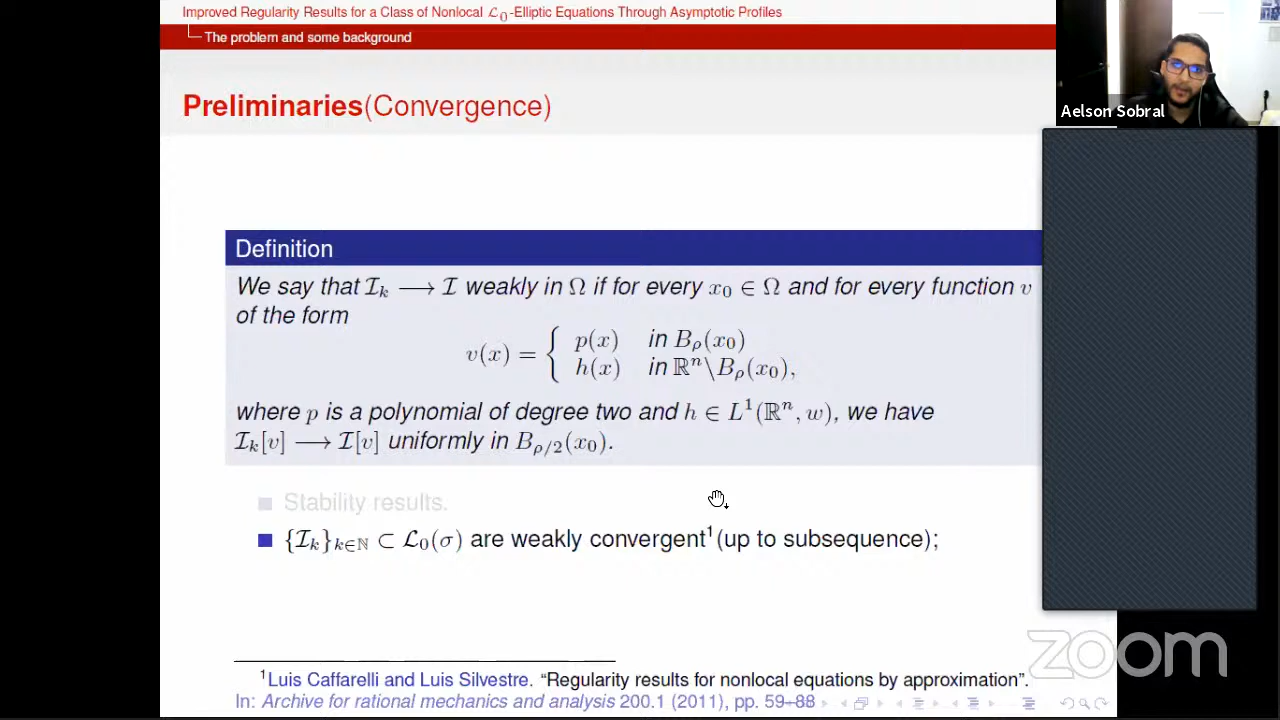 Improved Regularity Results for a Class of Nonlocal ℒ₀-Elliptic Equations Through Asymptotic Profiles
The problem and some background
Aelson Sobral
Preliminaries(Convergence)
Definition
We say that ℐₖ ⟶ ℐ weakly in Ω if for every x₀ ∈ Ω and for every function v
of the form
v(x) = { p(x) in B_ρ(x₀)
h(x) in ℝⁿ\B_ρ(x₀),
where p is a polynomial of degree two and h ∈ L¹(ℝⁿ, w), we have
ℐₖ[v] ⟶ ℐ[v] uniformly in B_{ρ/2}(x₀).
Stability results.
{ℐₖ}_{k∈ℕ} ⊂ ℒ₀(σ) are weakly convergent¹(up to subsequence);
zoom
¹Luis Caffarelli and Luis Silvestre. “Regularity results for nonlocal equations by approximation”.
In: Archive for rational mechanics and analysis 200.1 (2011), pp. 59–88